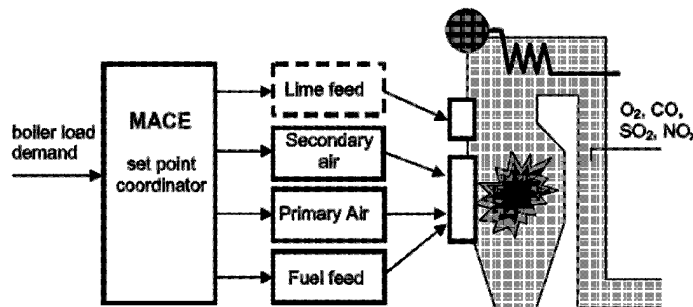 boiler load
demand
MACE
set point
coordinator
Lime feed
Secondary
air
Primary Air
Fuel feed
O₂, CO,
SO₂, NOₓ